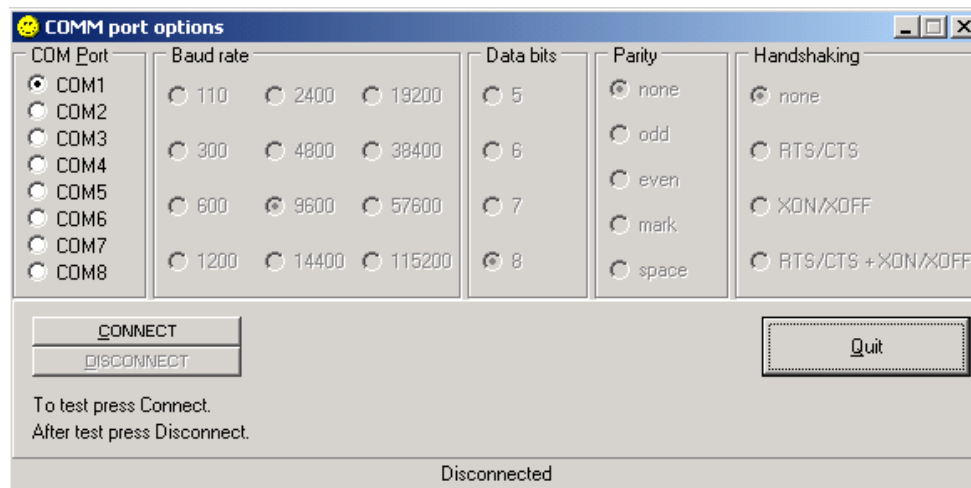 COMM port options
COM Port
COM1
COM2
COM3
COM4
COM5
COM6
COM7
COM8
Baud rate
110 2400 19200
300 4800 38400
600 9600 57600
1200 14400 115200
Data bits
5
6
7
8
Parity
none
odd
even
mark
space
Handshaking
none
RTS/CTS
XON/XOFF
RTS/CTS + XON/XOFF
CONNECT
DISCONNECT
Quit
To test press Connect.
After test press Disconnect.
Disconnected